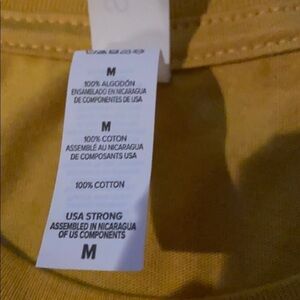 M
100% ALGODÓN
ENSAMBLADO EN NICARAGUA
DE COMPONENTES DE USA
M
100% COTON
ASSEMBLÉ AU NICARAGUA
DE COMPOSANTS USA
100% COTTON
USA STRONG
ASSEMBLED IN NICARAGUA
OF US COMPONENTS
M